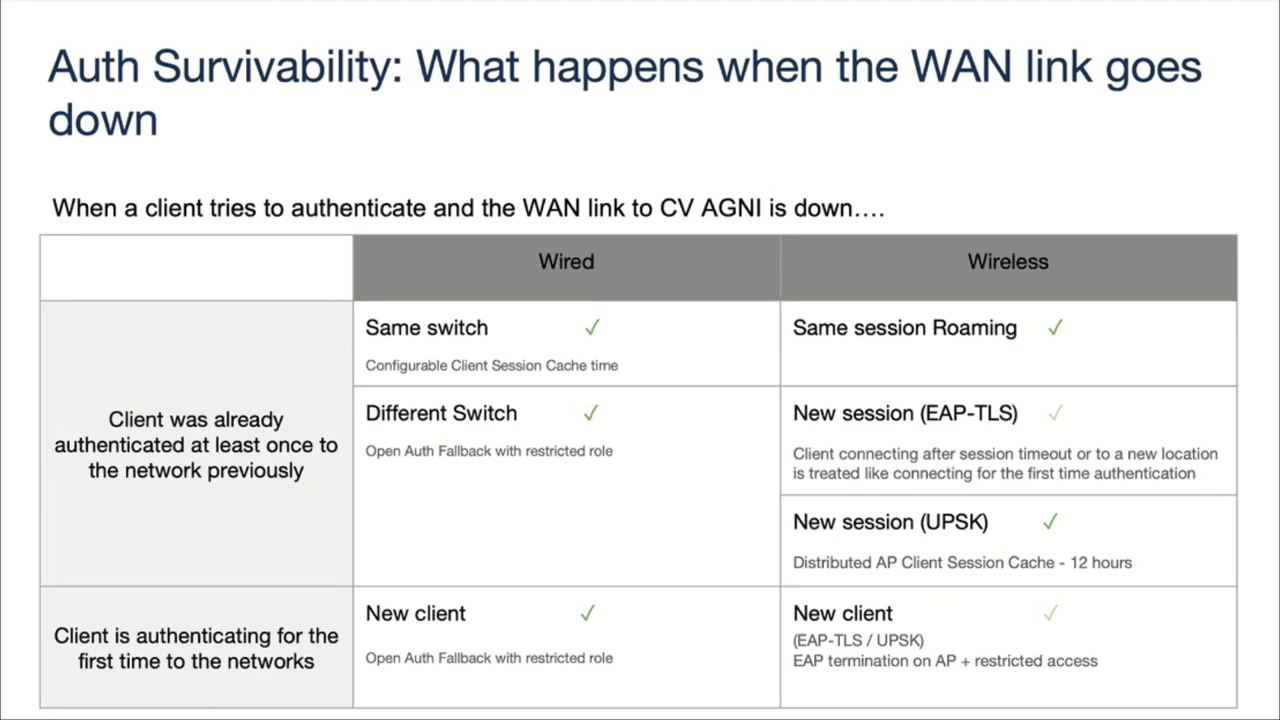 Auth Survivability: What happens when the WAN link goes
down
When a client tries to authenticate and the WAN link to CV AGNI is down....
Wired
Wireless
Client was already
authenticated at least once to
the network previously
Same switch ✓
Configurable Client Session Cache time
Same session Roaming ✓
Different Switch ✓
Open Auth Fallback with restricted role
New session (EAP-TLS) ✓
Client connecting after session timeout or to a new location
is treated like connecting for the first time authentication
New session (UPSK) ✓
Distributed AP Client Session Cache - 12 hours
Client is authenticating for the
first time to the networks
New client ✓
Open Auth Fallback with restricted role
New client ✓
(EAP-TLS / UPSK)
EAP termination on AP + restricted access